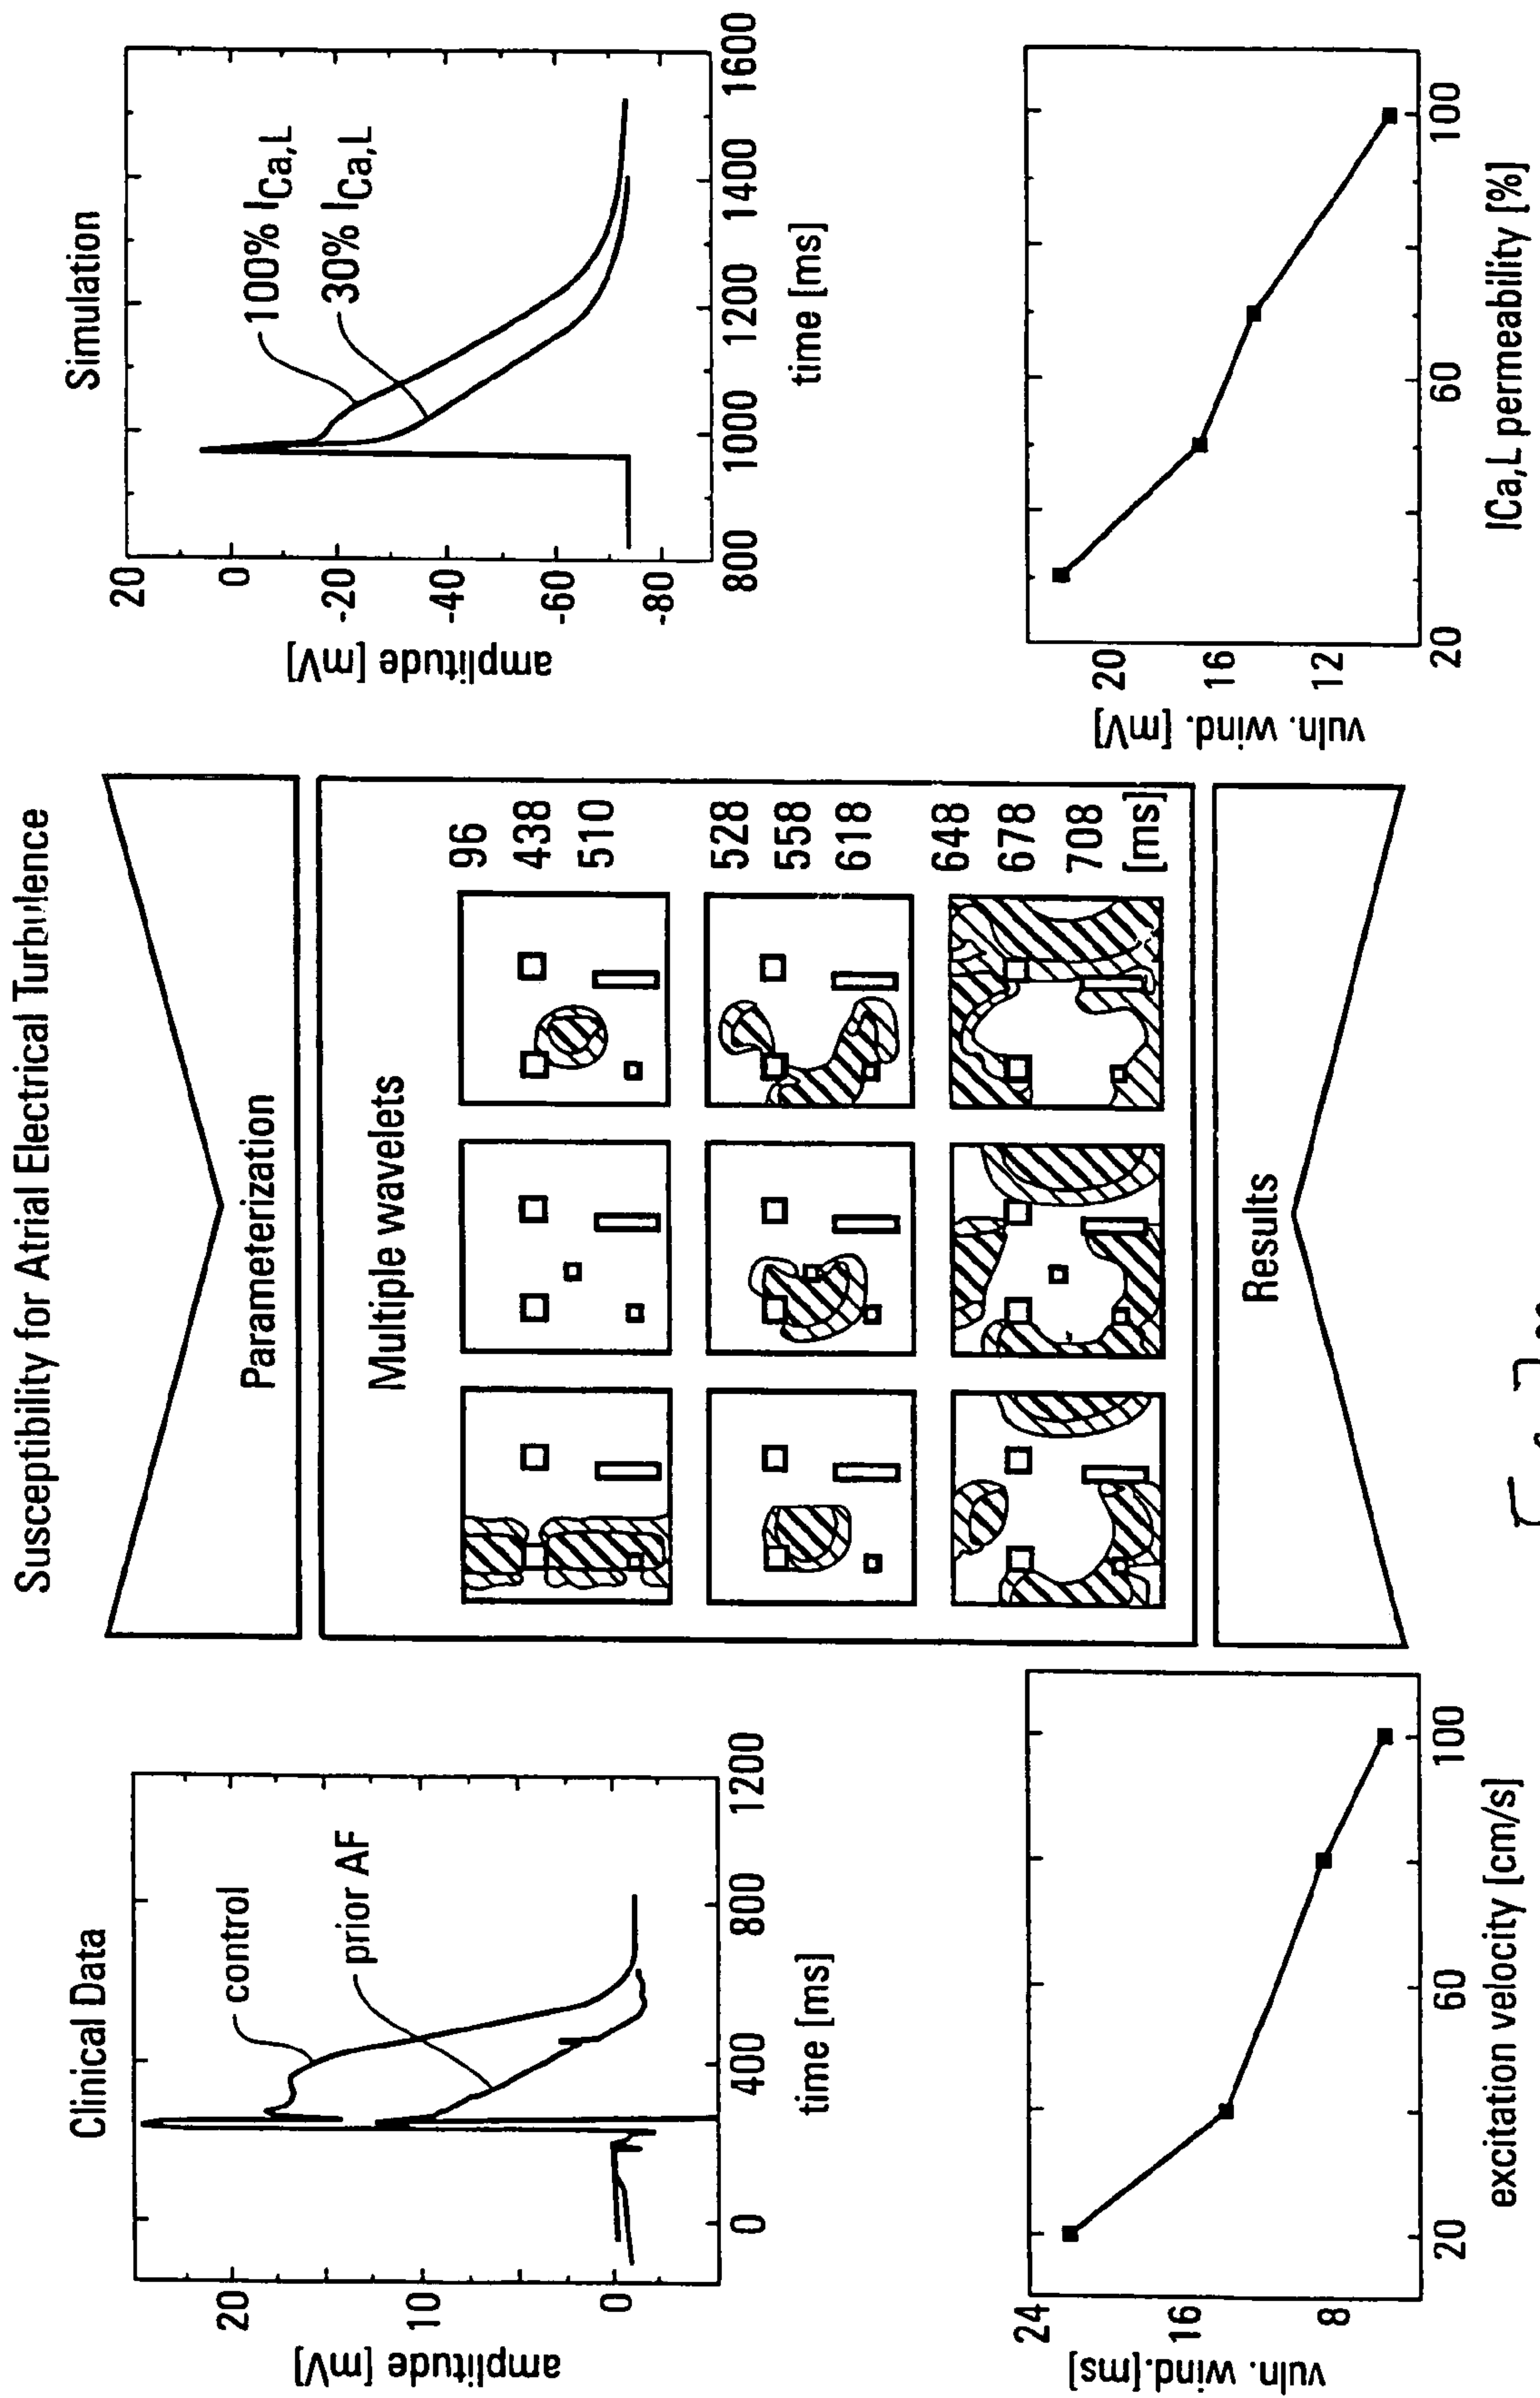 Susceptibility for Atrial Electrical Turbulence
Clinical Data
control
prior AF
20
10
0
amplitude [mV]
0
400
800
1200
time [ms]
Parameterization
Multiple wavelets
96
438
510
528
558
618
648
678
708
[ms]
Results
Simulation
100% ICa,L
30% ICa,L
20
0
-20
-40
-60
-80
amplitude [mV]
800
1000
1200
1400
1600
time [ms]
24
16
8
vuln. wind.[ms]
20
60
100
excitation velocity [cm/s]
20
16
12
vuln. wind. [mV]
20
60
100
ICa,L permeability [%]